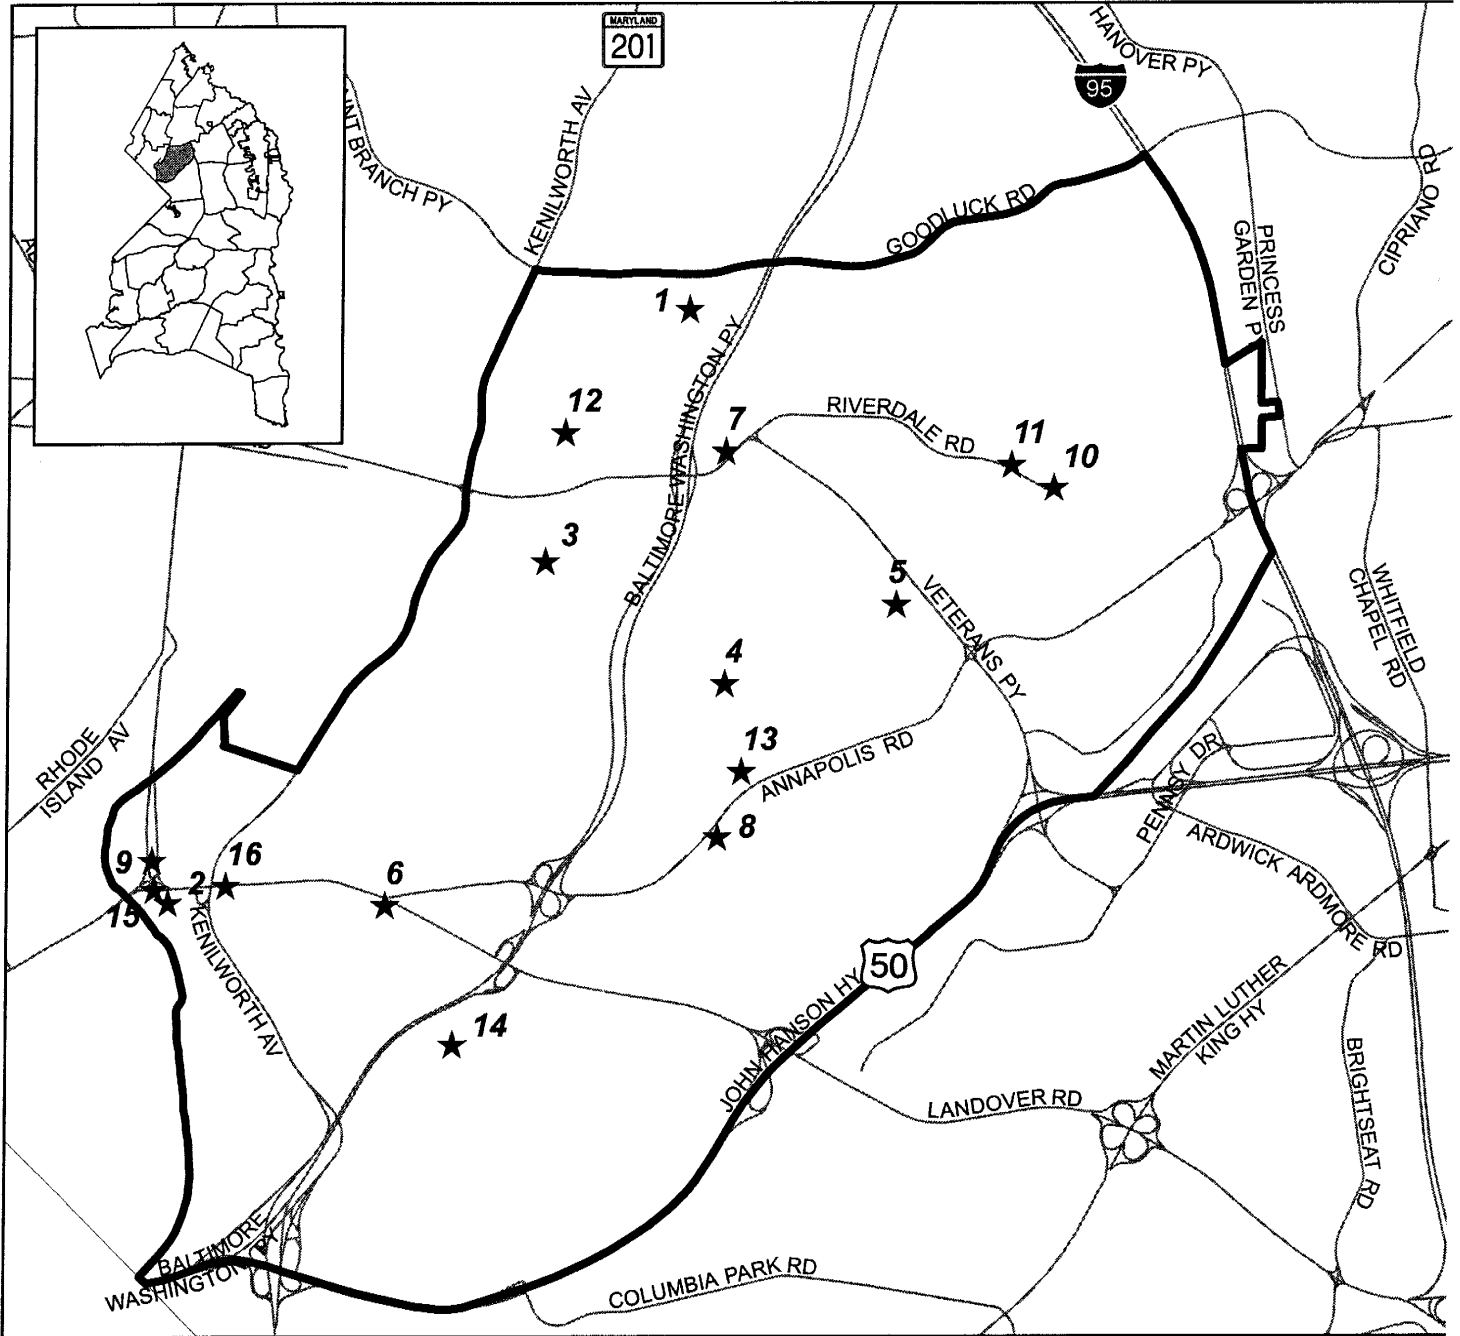 MARYLAND
201
HANOVER PY
95
BRANCH PY
KENILWORTH AV
GOODLUCK RD
CIPRIANO RD
PRINCESS
GARDEN PY
1
BALTIMORE WASHINGTON PY
12
7
RIVERDALE RD
11
10
3
5
VETERANS PY
WHITFIELD
CHAPEL RD
4
RHODE
ISLAND AV
13
ANNAPOLIS RD
PENNSY DR
8
ARDWICK ARDMORE RD
9
16
6
2
15
KENILWORTH AV
50
14
JOHN HANSON HY
MARTIN LUTHER
KING HY
LANDOVER RD
BRIGHTSEAT RD
BALTIMORE
WASHINGTON PY
COLUMBIA PARK RD